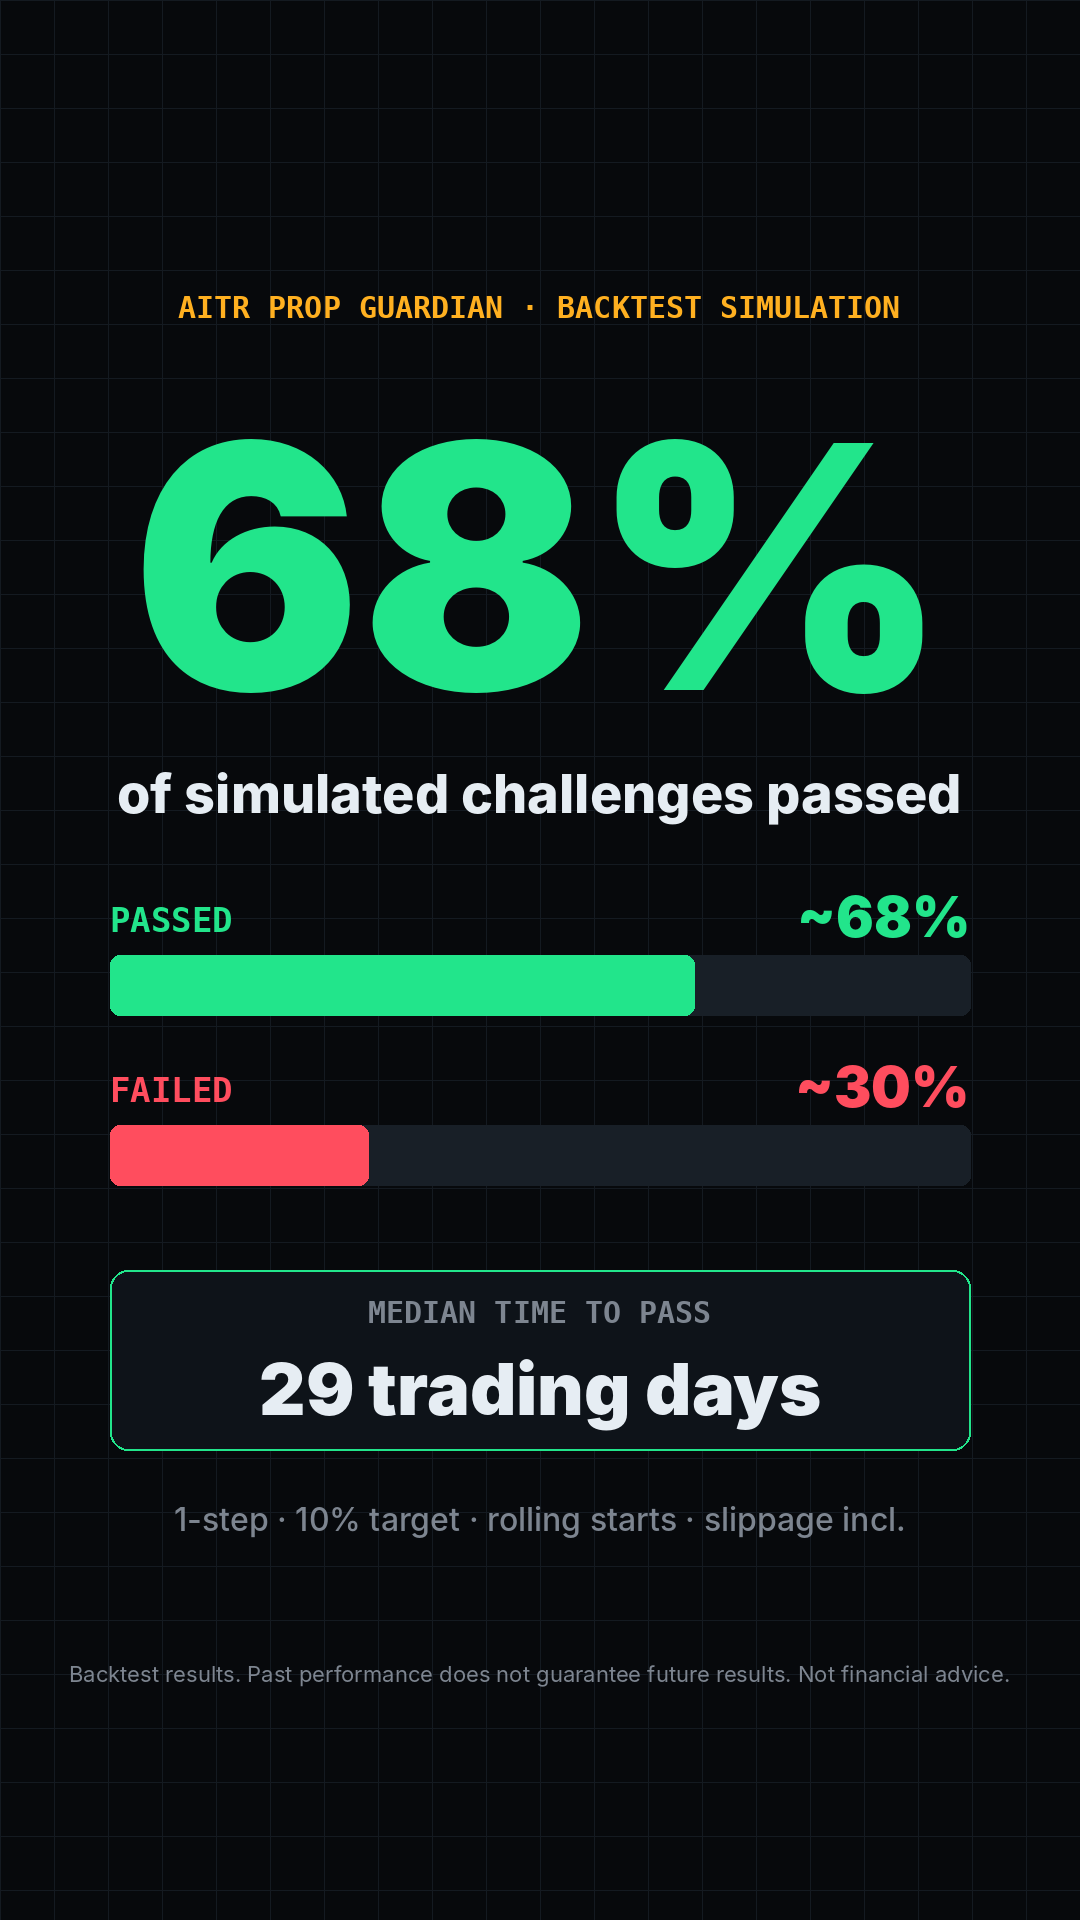 AITR PROP GUARDIAN · BACKTEST SIMULATION
68%
of simulated challenges passed
PASSED ~68%
FAILED ~30%
MEDIAN TIME TO PASS
29 trading days
1-step · 10% target · rolling starts · slippage incl.
Backtest results. Past performance does not guarantee future results. Not financial advice.